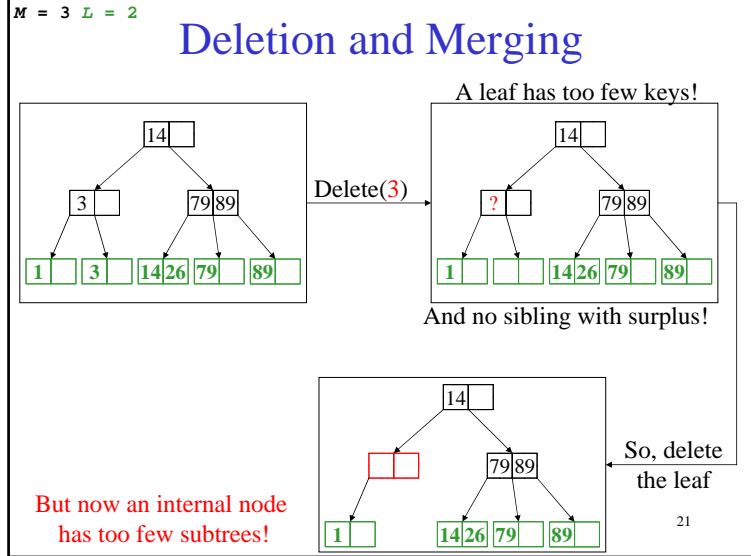 M = 3 L = 2
Deletion and Merging
14
3
79 89
1
3
14 26
79
89
Delete(3)
A leaf has too few keys!
14
?
79 89
1
14 26
79
89
And no sibling with surplus!
So, delete
the leaf
14
79 89
1
14 26
79
89
But now an internal node
has too few subtrees!
21